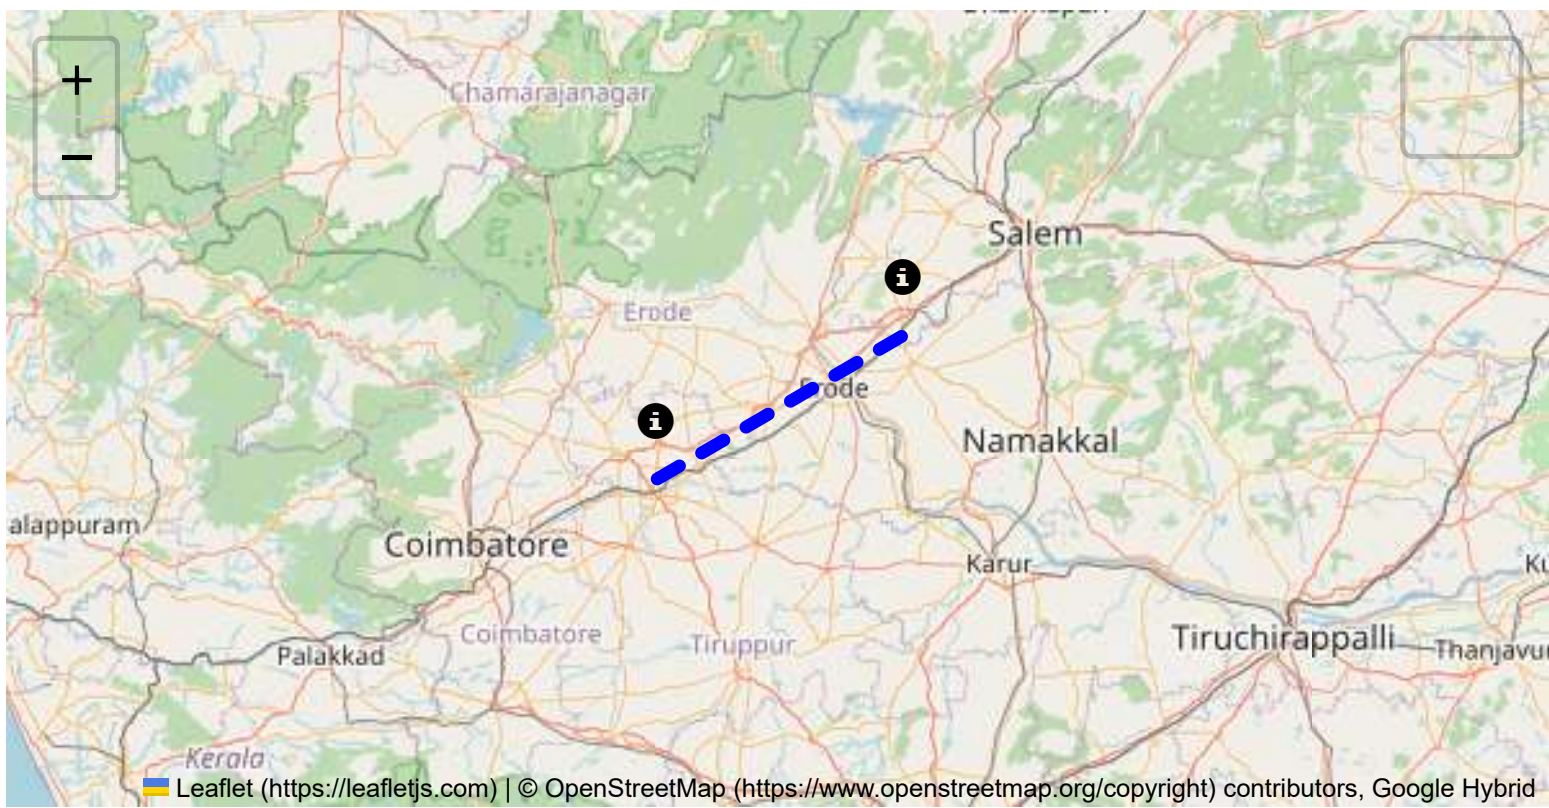 +
Chamarajanagar
−
Salem
i
Erode
Erode
i
Namakkal
alappuram
Coimbatore
Karur
Ku
Coimbatore
Tiruppur
Tiruchirappalli
Thanjavu
Palakkad
Kerala
Leaflet (https://leafletjs.com) | © OpenStreetMap (https://www.openstreetmap.org/copyright) contributors, Google Hybrid